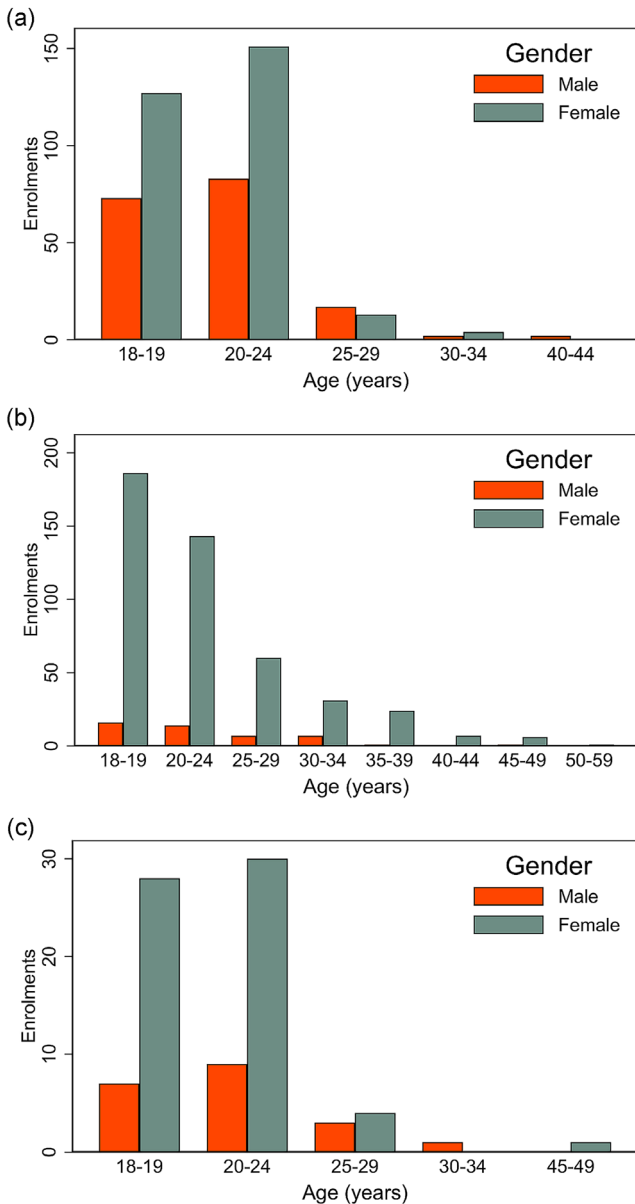 (a)
Gender
Male
Female
Enrolments
0
50
100
150
18-19 20-24 25-29 30-34 40-44
Age (years)
(b)
Gender
Male
Female
Enrolments
0
50
100
150
200
18-19 20-24 25-29 30-34 35-39 40-44 45-49 50-59
Age (years)
(c)
Gender
Male
Female
Enrolments
0
10
20
30
18-19 20-24 25-29 30-34 45-49
Age (years)